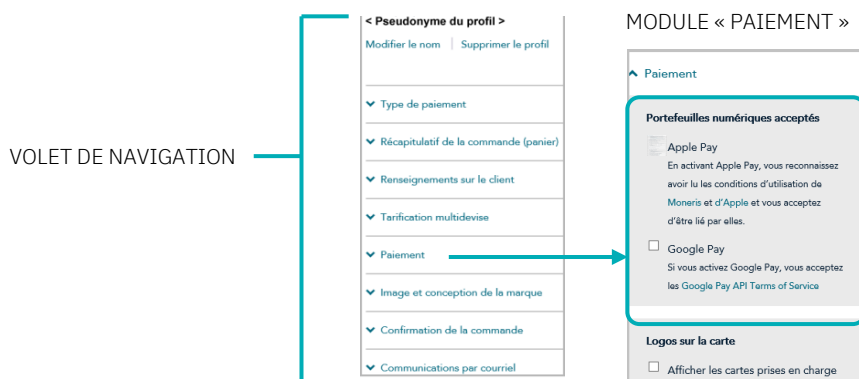 < Pseudonyme du profil >
Modifier le nom | Supprimer le profil
Type de paiement
Récapitulatif de la commande (panier)
Renseignements sur le client
Tarification multidevise
Paiement
Image et conception de la marque
Confirmation de la commande
Communications par courriel
VOLET DE NAVIGATION
MODULE « PAIEMENT »
Paiement
Portefeuilles numériques acceptés
Apple Pay
En activant Apple Pay, vous reconnaissez
avoir lu les conditions d'utilisation de
Moneris et d'Apple et vous acceptez
d'être lié par elles.
Google Pay
Si vous activez Google Pay, vous acceptez
les Google Pay API Terms of Service
Logos sur la carte
Afficher les cartes prises en charge